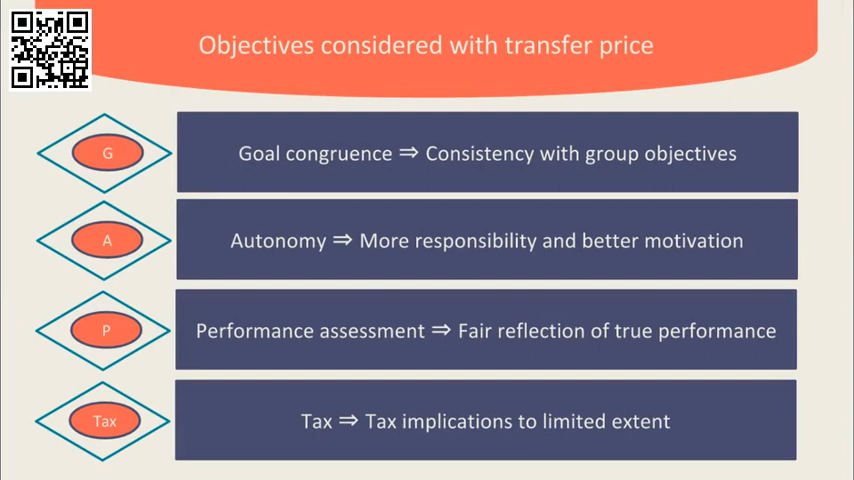 Objectives considered with transfer price
G
Goal congruence ⇒ Consistency with group objectives
A
Autonomy ⇒ More responsibility and better motivation
P
Performance assessment ⇒ Fair reflection of true performance
Tax
Tax ⇒ Tax implications to limited extent